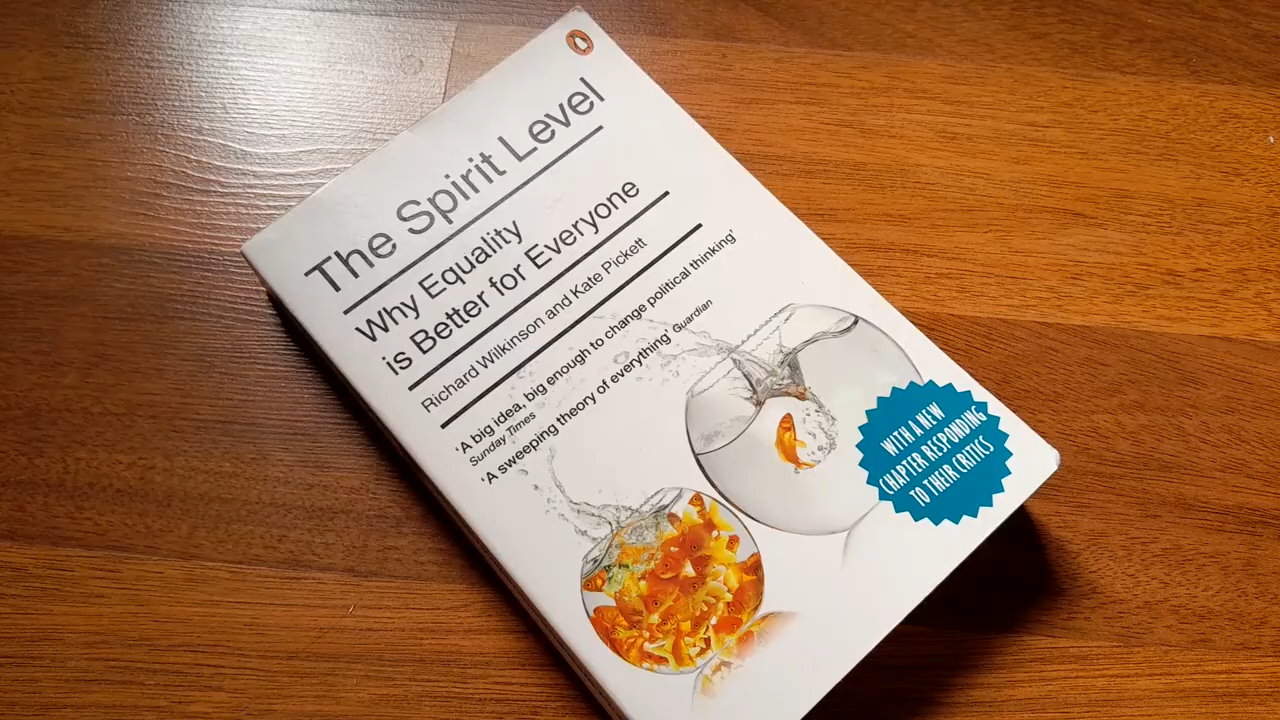 The Spirit Level
Why Equality
is Better for Everyone
Richard Wilkinson and Kate Pickett
‘A big idea, big enough to change political thinking’
Sunday Times
‘A sweeping theory of everything’ Guardian
WITH A NEW
CHAPTER RESPONDING
TO THEIR CRITICS